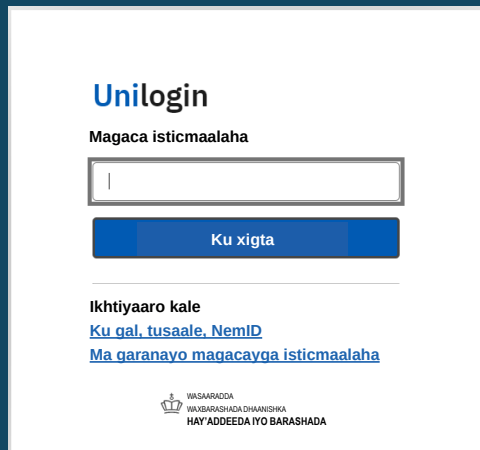 Unilogin
Magaca isticmaalaha
Ku xigta
Ikhtiyaaro kale
Ku gal, tusaale, NemID
Ma garanayo magacayga isticmaalaha
WASAARADDA
WAXBARASHADA DHAANISHKA
HAY'ADDEEDA IYO BARASHADA